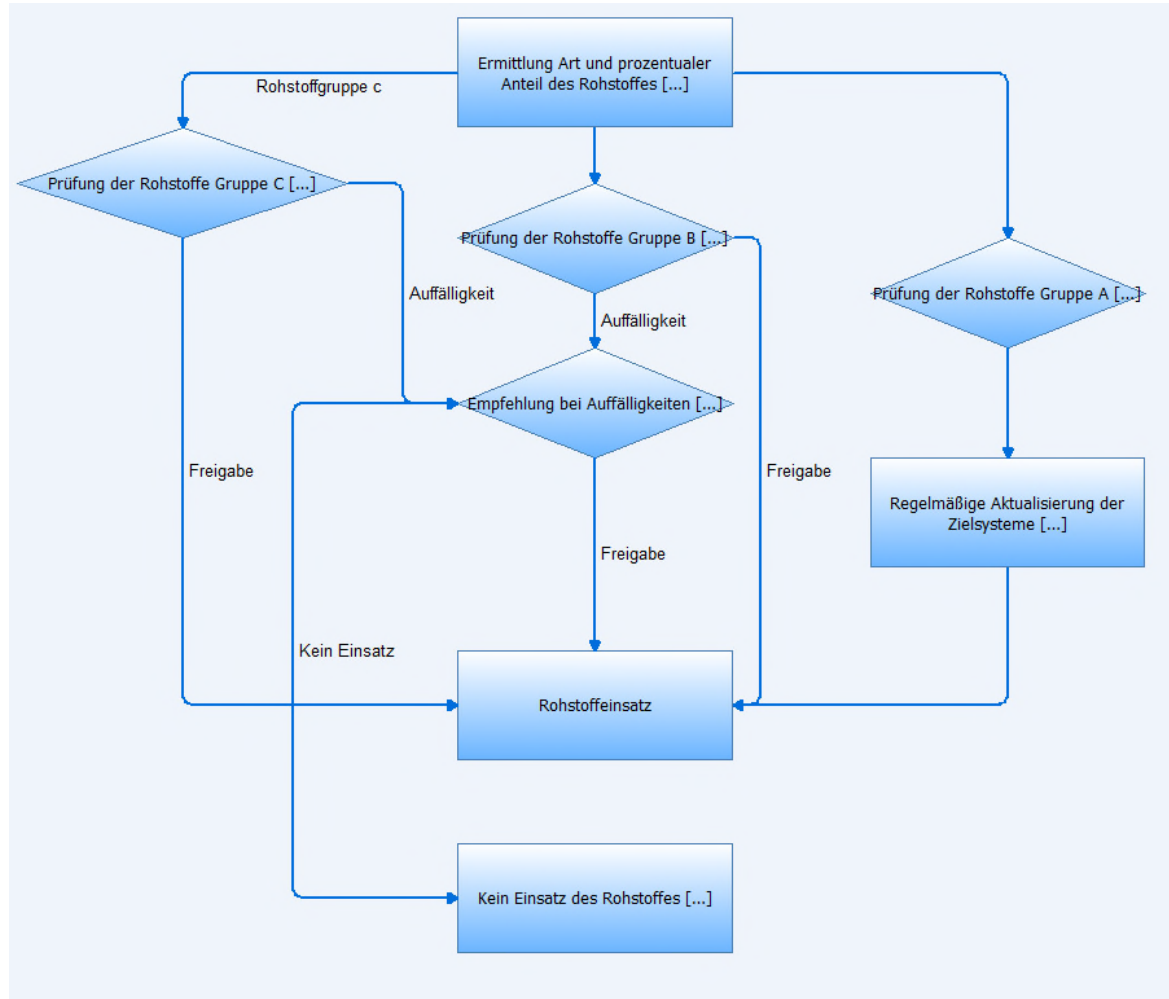 Ermittlung Art und prozentualer
Anteil des Rohstoffes [...]
Rohstoffgruppe c
Prüfung der Rohstoffe Gruppe C [...]
Prüfung der Rohstoffe Gruppe B [...]
Prüfung der Rohstoffe Gruppe A [...]
Auffälligkeit
Auffälligkeit
Empfehlung bei Auffälligkeiten [...]
Freigabe
Freigabe
Regelmäßige Aktualisierung der
Zielsysteme [...]
Freigabe
Kein Einsatz
Rohstoffeinsatz
Kein Einsatz des Rohstoffes [...]